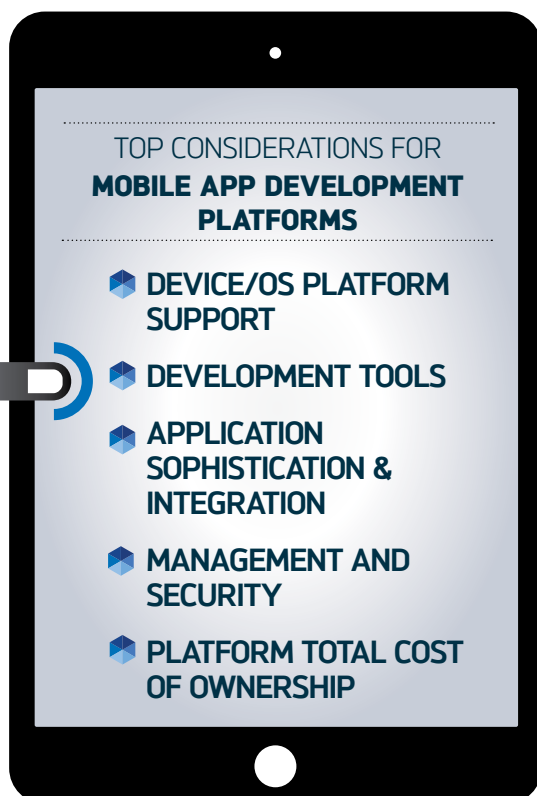 TOP CONSIDERATIONS FOR
MOBILE APP DEVELOPMENT
PLATFORMS
DEVICE/OS PLATFORM
SUPPORT
DEVELOPMENT TOOLS
APPLICATION
SOPHISTICATION &
INTEGRATION
MANAGEMENT AND
SECURITY
PLATFORM TOTAL COST
OF OWNERSHIP